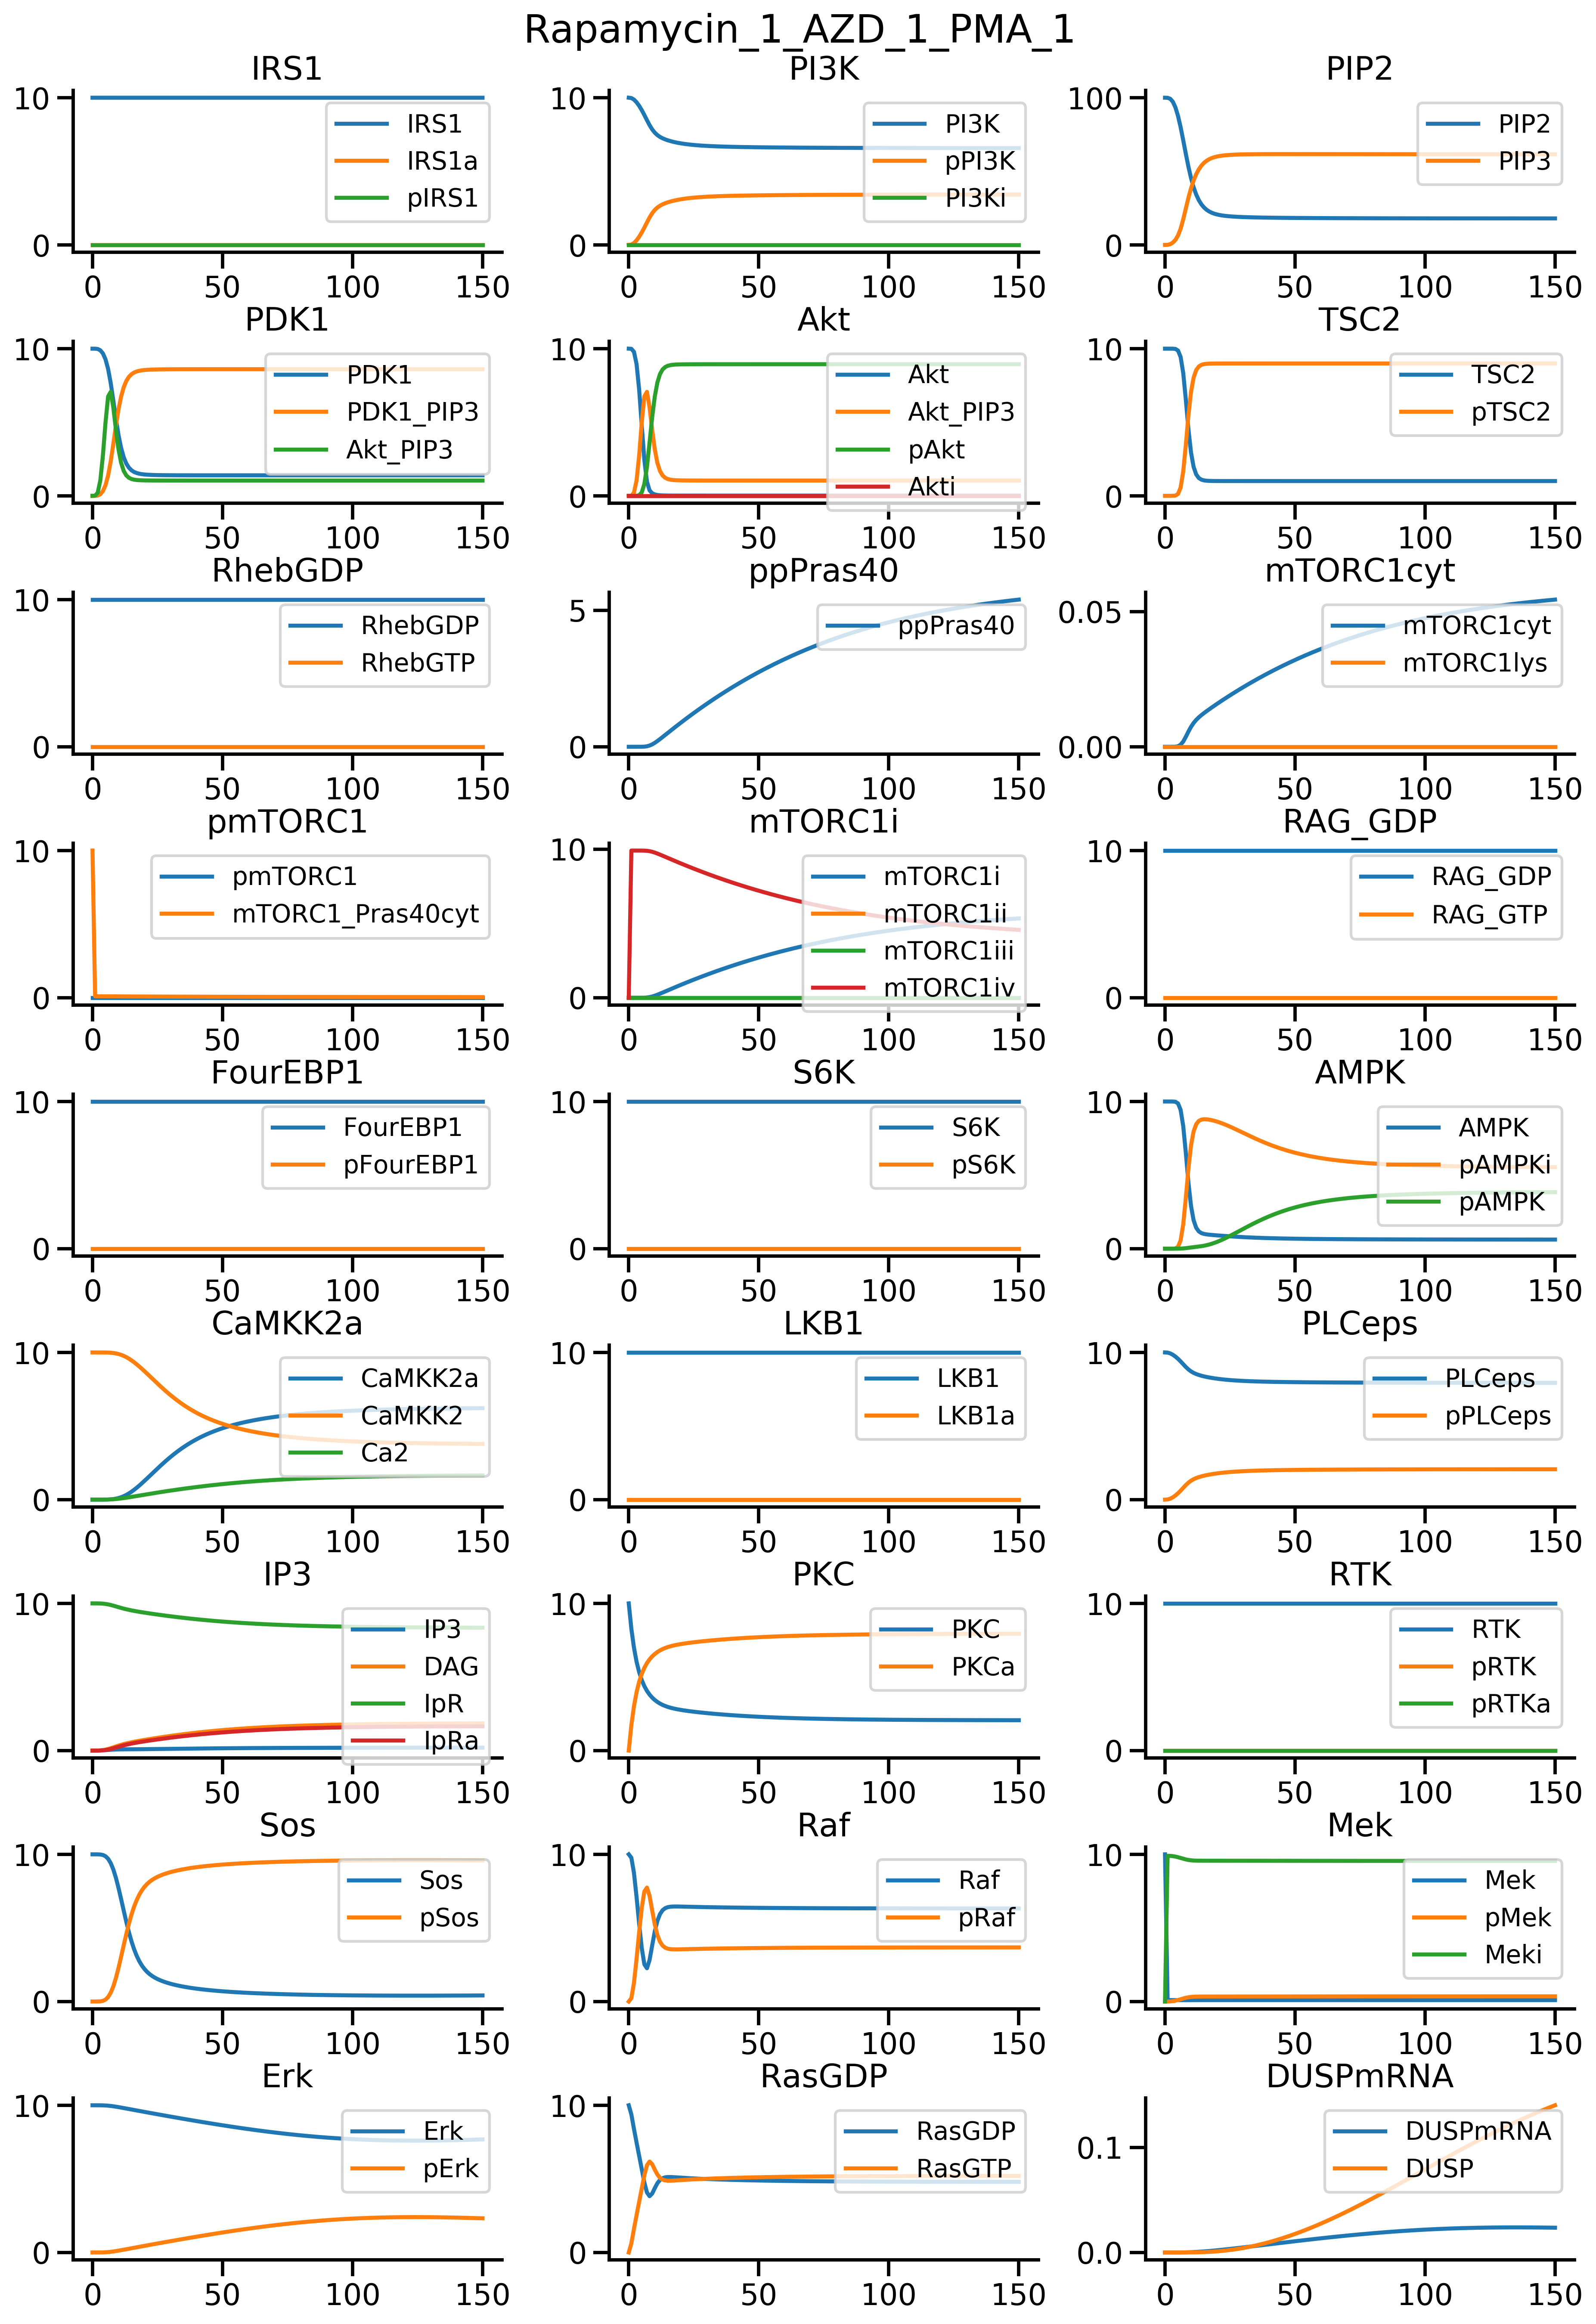 Rapamycin_1_AZD_1_PMA_1
IRS1
10
0
0 50 100 150
IRS1
IRS1a
pIRS1
PI3K
10
0
0 50 100 150
PI3K
pPI3K
PI3Ki
PIP2
100
0
0 50 100 150
PIP2
PIP3
PDK1
10
0
0 50 100 150
PDK1
PDK1_PIP3
Akt_PIP3
Akt
10
0
0 50 100 150
Akt
Akt_PIP3
pAkt
Akti
TSC2
10
0
0 50 100 150
TSC2
pTSC2
RhebGDP
10
0
0 50 100 150
RhebGDP
RhebGTP
ppPras40
5
0
0 50 100 150
ppPras40
mTORC1cyt
0.05
0.00
0 50 100 150
mTORC1cyt
mTORC1lys
pmTORC1
10
0
0 50 100 150
pmTORC1
mTORC1_Pras40cyt
mTORC1i
10
0
0 50 100 150
mTORC1i
mTORC1ii
mTORC1iii
mTORC1iv
RAG_GDP
10
0
0 50 100 150
RAG_GDP
RAG_GTP
FourEBP1
10
0
0 50 100 150
FourEBP1
pFourEBP1
S6K
10
0
0 50 100 150
S6K
pS6K
AMPK
10
0
0 50 100 150
AMPK
pAMPKi
pAMPK
CaMKK2a
10
0
0 50 100 150
CaMKK2a
CaMKK2
Ca2
LKB1
10
0
0 50 100 150
LKB1
LKB1a
PLCeps
10
0
0 50 100 150
PLCeps
pPLCeps
IP3
10
0
0 50 100 150
IP3
DAG
IpR
IpRa
PKC
10
0
0 50 100 150
PKC
PKCa
RTK
10
0
0 50 100 150
RTK
pRTK
pRTKa
Sos
10
0
0 50 100 150
Sos
pSos
Raf
10
0
0 50 100 150
Raf
pRaf
Mek
10
0
0 50 100 150
Mek
pMek
Meki
Erk
10
0
0 50 100 150
Erk
pErk
RasGDP
10
0
0 50 100 150
RasGDP
RasGTP
DUSPmRNA
0.1
0.0
0 50 100 150
DUSPmRNA
DUSP